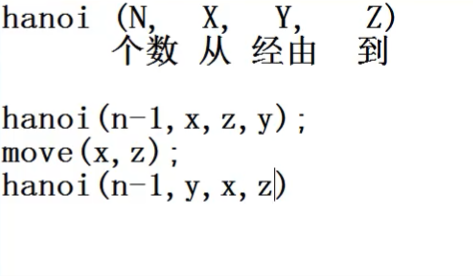 hanoi (N, X, Y, Z)
个数 从 经由 到
hanoi(n-1,x,z,y);
move(x,z);
hanoi(n-1,y,x,z)